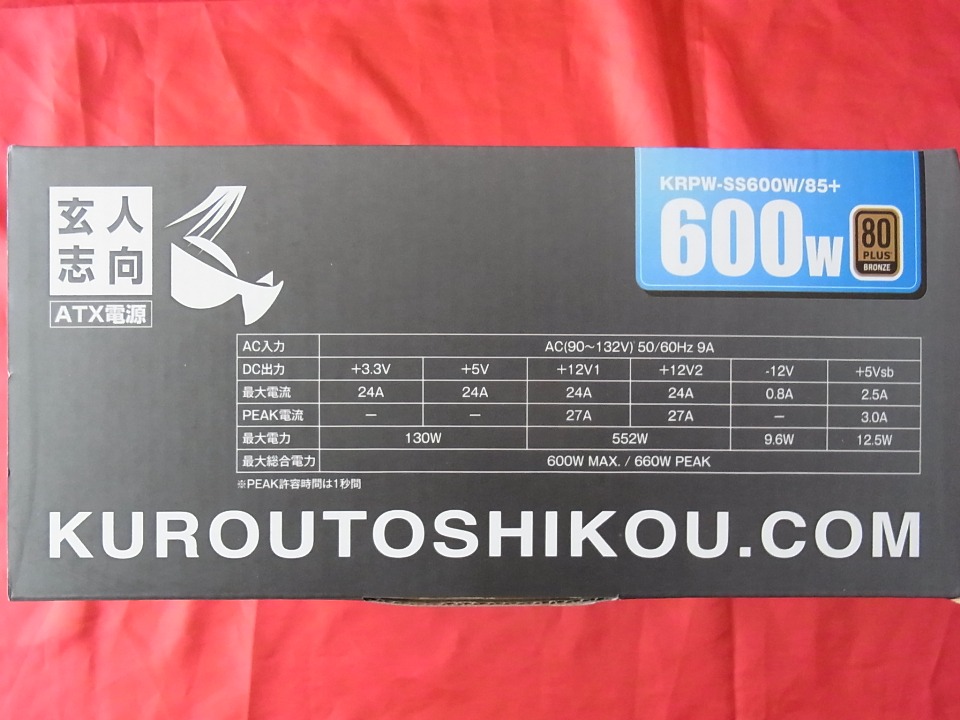 玄人
志向
ATX電源
KRPW-SS600W/85+
600W
80
PLUS
BRONZE
AC入力 AC(90～132V) 50/60Hz 9A
DC出力 +3.3V +5V +12V1 +12V2 -12V +5Vsb
最大電流 24A 24A 24A 24A 0.8A 2.5A
PEAK電流 － － 27A 27A － 3.0A
最大電力 130W 552W 9.6W 12.5W
最大総合電力 600W MAX. / 660W PEAK
※PEAK許容時間は1秒間
KUROUTOSHIKOU.COM